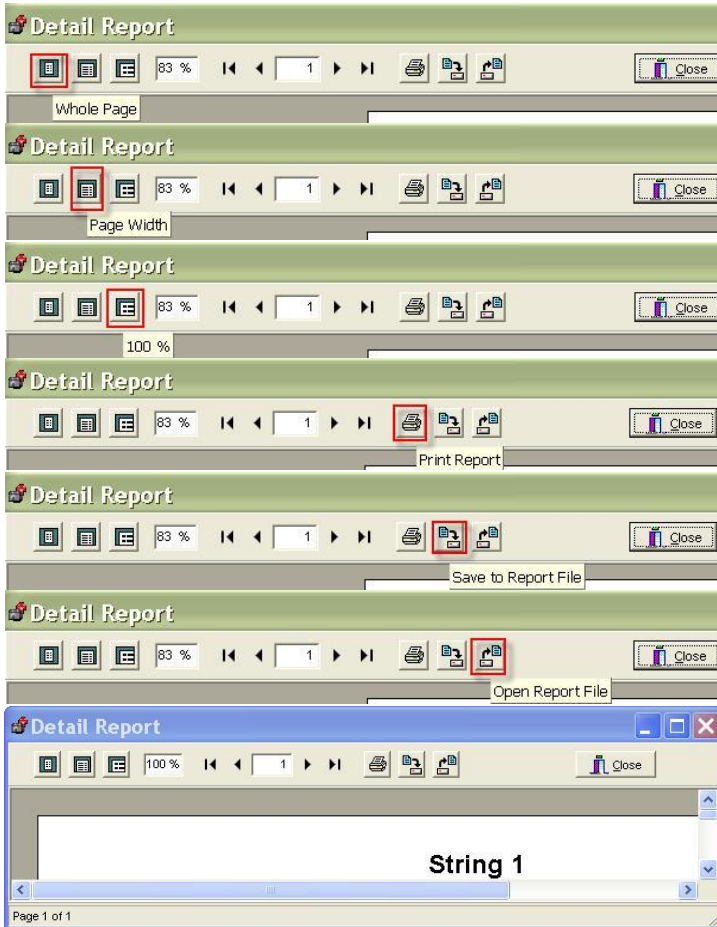 Detail Report
83 % 1 Close
Whole Page
Detail Report
83 % 1 Close
Page Width
Detail Report
83 % 1 Close
100 %
Detail Report
83 % 1 Close
Print Report
Detail Report
83 % 1 Close
Save to Report File
Detail Report
83 % 1 Close
Open Report File
Detail Report
100 % 1 Close
String 1
Page 1 of 1